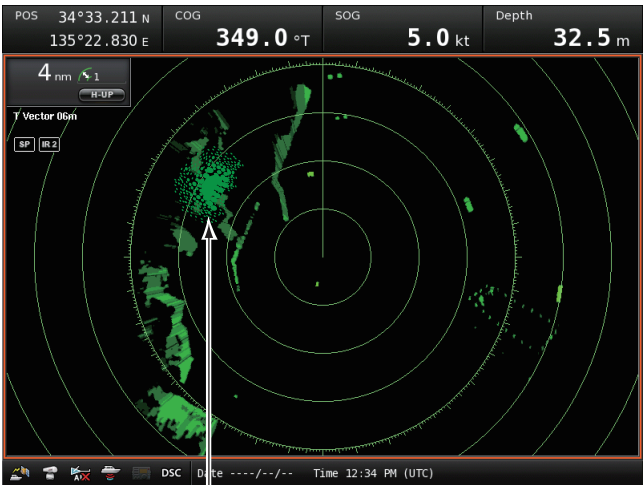 POS 34°33.211 N
135°22.830 E
COG
349.0 °T
SOG
5.0 kt
Depth
32.5 m
4 nm 1
H-UP
T Vector 06m
SP IR 2
DSC Date ----/--/-- Time 12:34 PM (UTC)